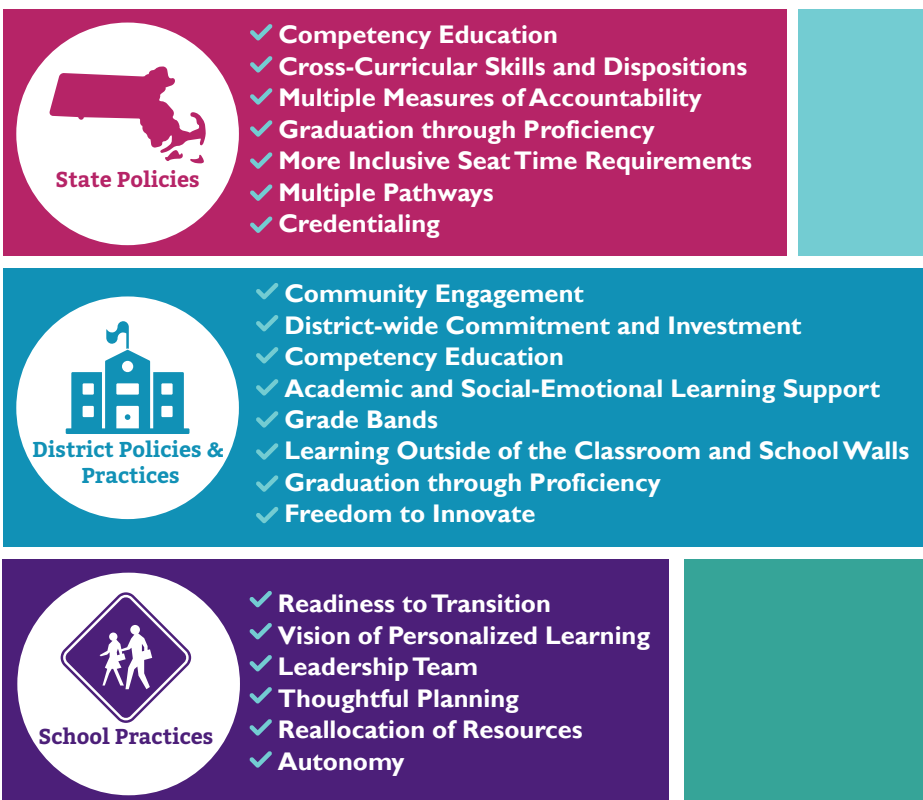 State Policies
Competency Education
Cross-Curricular Skills and Dispositions
Multiple Measures of Accountability
Graduation through Proficiency
More Inclusive Seat Time Requirements
Multiple Pathways
Credentialing
District Policies &
Practices
Community Engagement
District-wide Commitment and Investment
Competency Education
Academic and Social-Emotional Learning Support
Grade Bands
Learning Outside of the Classroom and School Walls
Graduation through Proficiency
Freedom to Innovate
School Practices
Readiness to Transition
Vision of Personalized Learning
Leadership Team
Thoughtful Planning
Reallocation of Resources
Autonomy